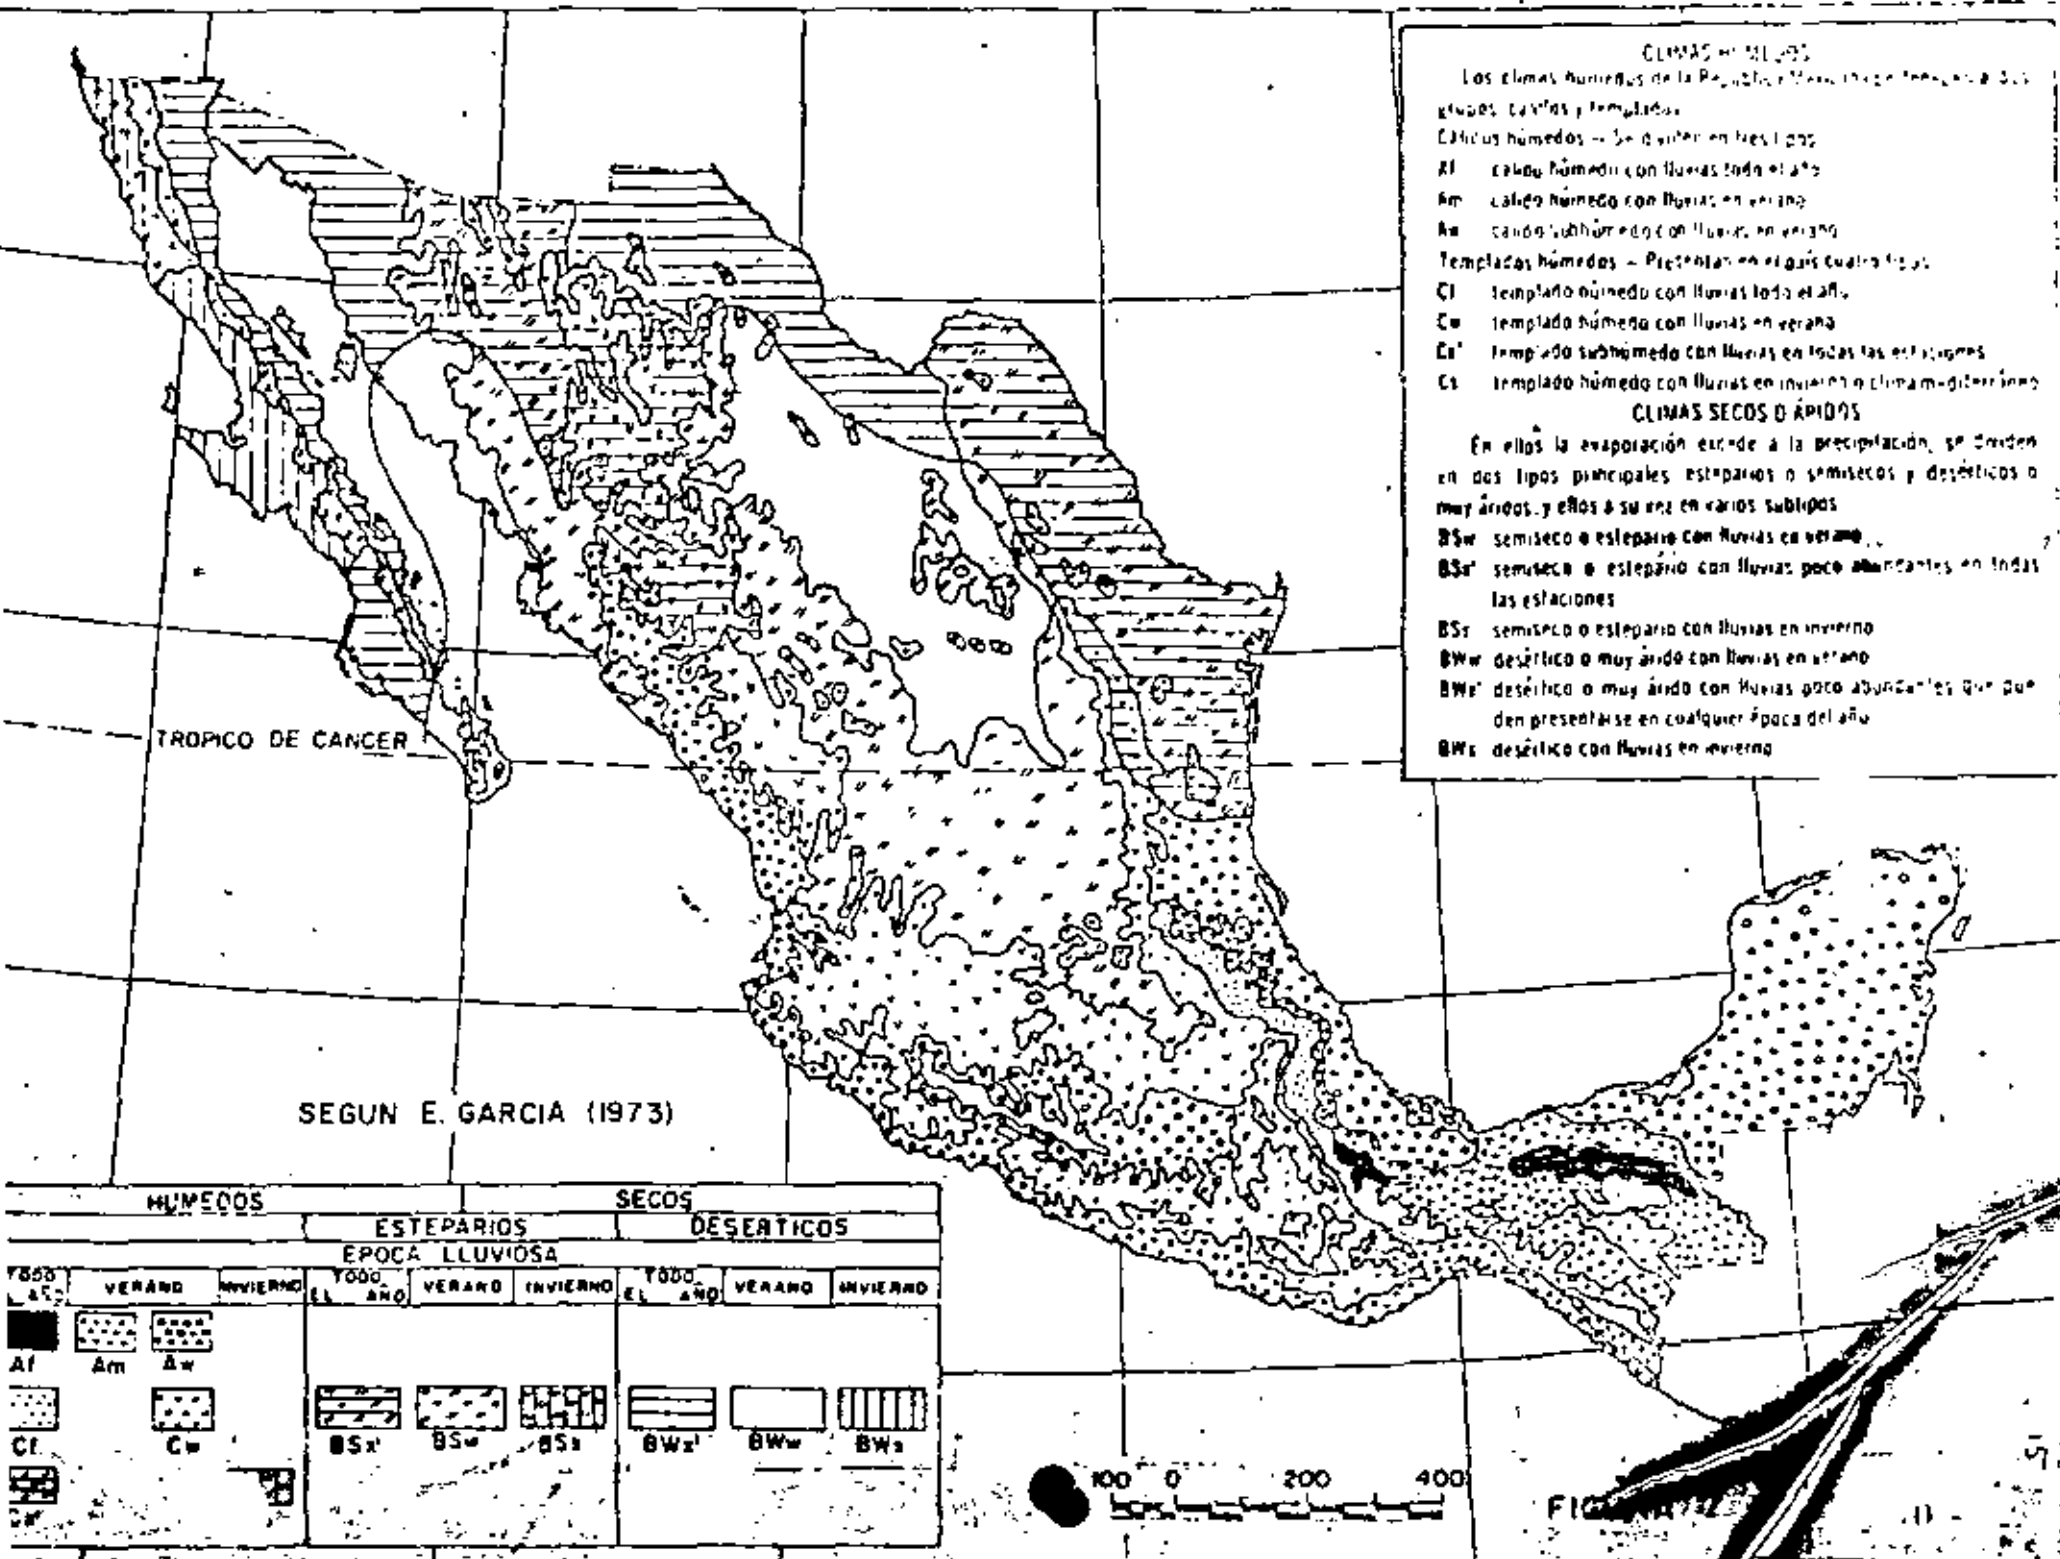 CLIMAS HUMEDOS
Los climas humedos de la República Mexicana
grupos: calidos y templados
Cálidos húmedos – Se dividen en tres tipos
Af cálido húmedo con lluvias todo el año
Am calido húmedo con lluvias en verano
Aw calido subhúmedo con lluvias en verano
Templados húmedos – Presentan en el país cuatro tipos
Cf templado húmedo con lluvias todo el año
Cw templado húmedo con lluvias en verano
Cx' templado subhúmedo con lluvias en todas las estaciones
Cs templado húmedo con lluvias en invierno o clima mediterráneo
CLIMAS SECOS O ÁRIDOS
En ellos la evaporación excede a la precipitación, se dividen
en dos tipos principales esteparios o semisecos y desérticos o
muy áridos, y ellos a su vez en varios subtipos
BSw semiseco o estepario con lluvias en verano
BSx' semiseco o estepário con lluvias poco abundantes en todas
las estaciones
BSs semiseco o estepario con lluvias en invierno
BWw desértico o muy árido con lluvias en verano
BWx' desértico o muy árido con lluvias poco abundantes que pue
den presentarse en cualquier época del año
BWs desértico con lluvias en invierno
TROPICO DE CANCER
SEGUN E. GARCIA (1973)
HUMEDOS SECOS
ESTEPARIOS DESERTICOS
EPOCA LLUVIOSA
TODO EL AÑO VERANO INVIERNO TODO EL AÑO VERANO INVIERNO TODO EL AÑO VERANO INVIERNO
Af Am Aw
Cf Cw BSx' BSw BSs BWx' BWw BWs
Cx'
100 0 200 400